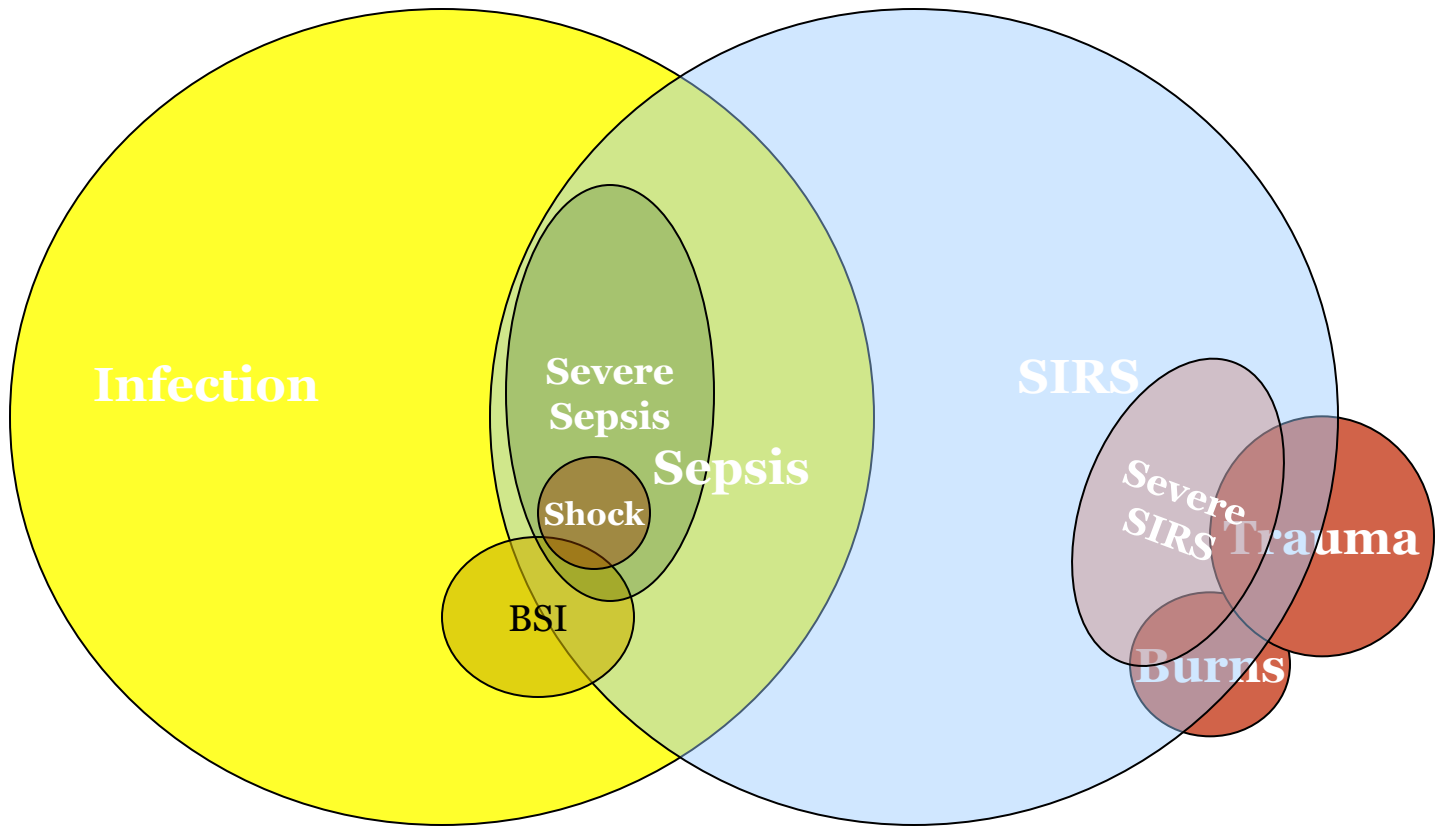 Infection
Severe
Sepsis
Sepsis
Shock
BSI
SIRS
Severe
SIRS
Trauma
Burns